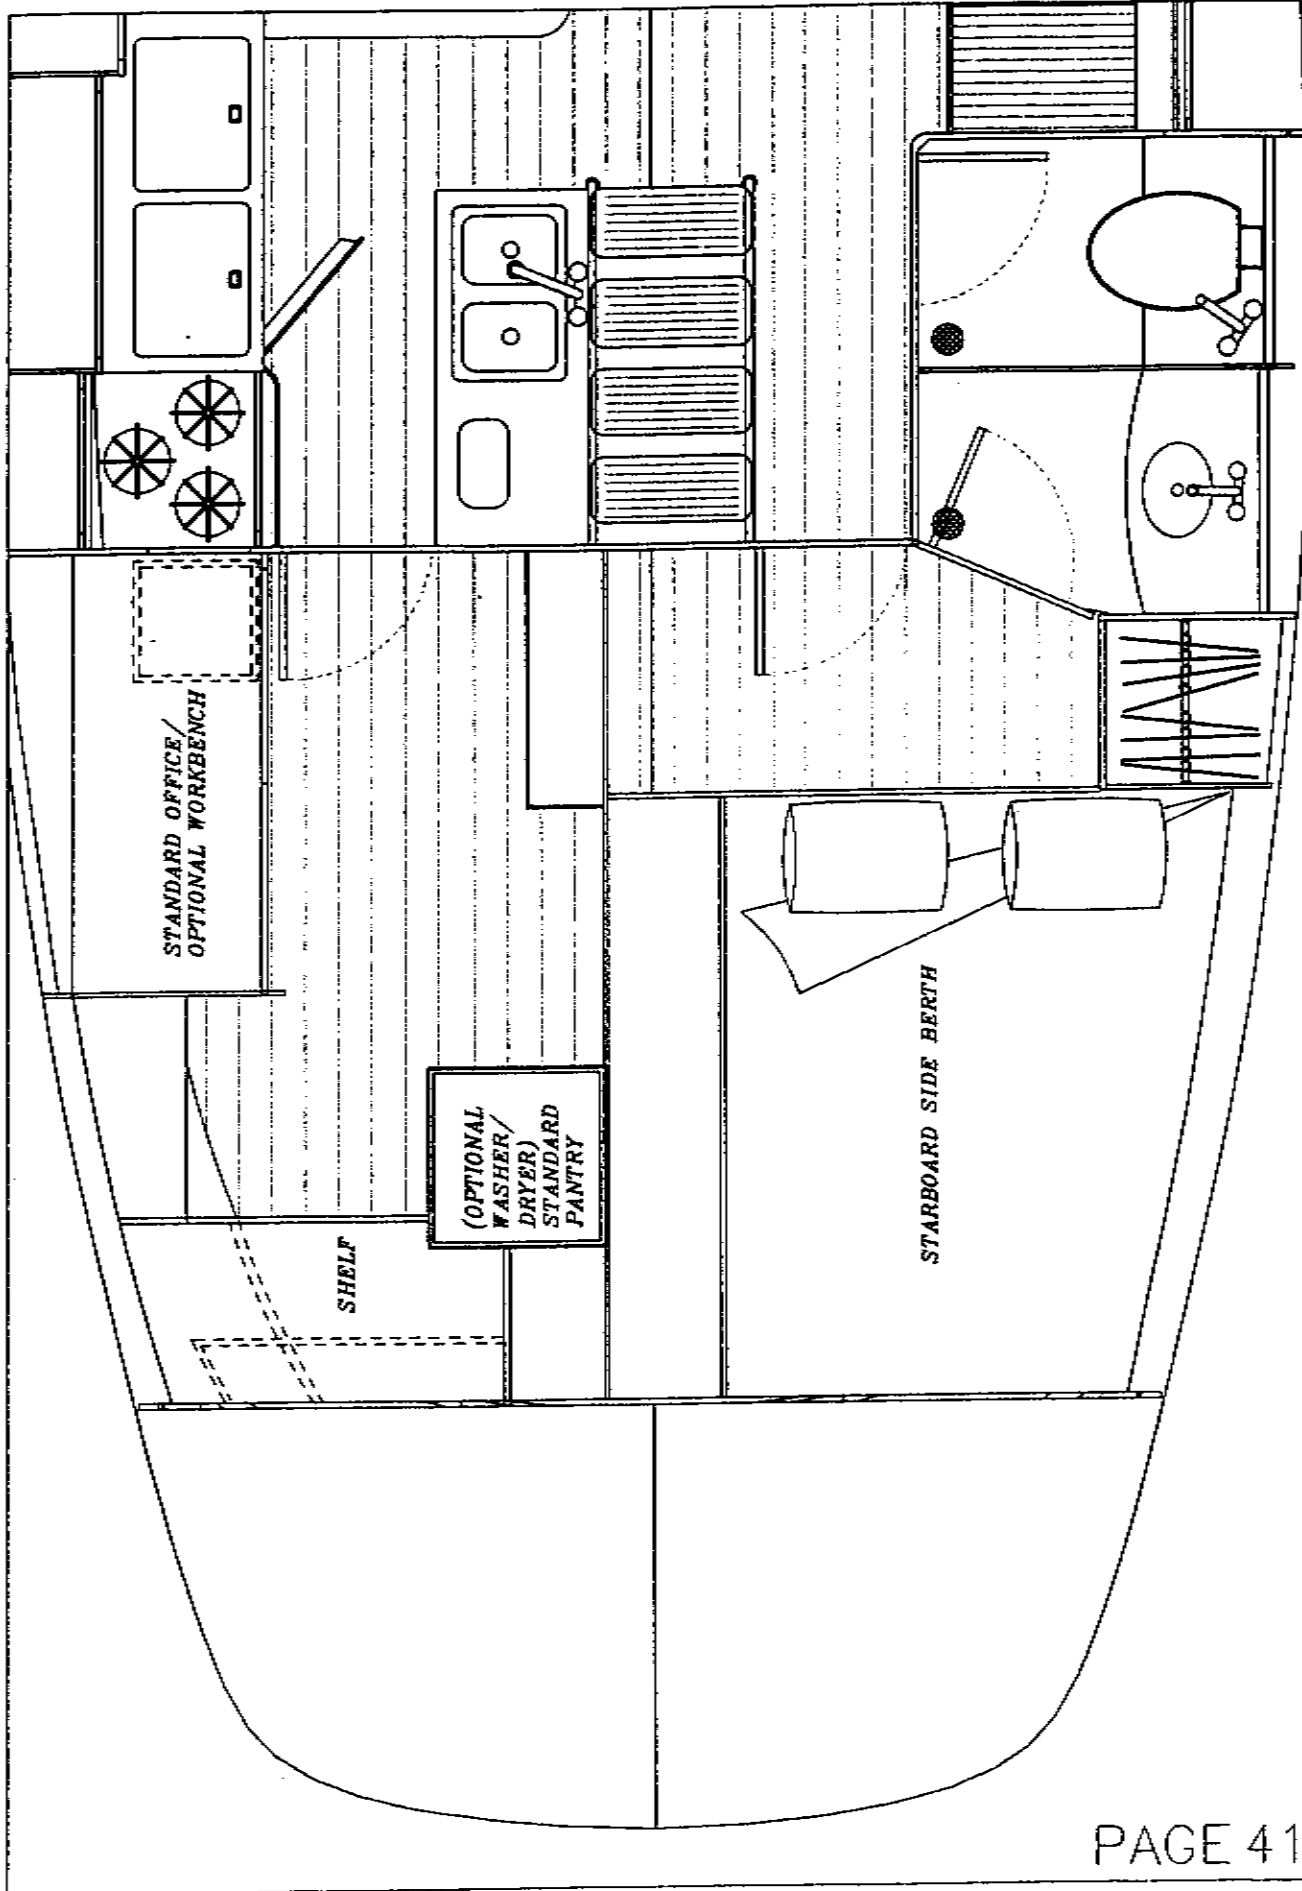 STANDARD OFFICE/
OPTIONAL WORKBENCH
(OPTIONAL
WASHER/
DRYER)
STANDARD
PANTRY
SHELF
STARBOARD SIDE BERTH
PAGE 41